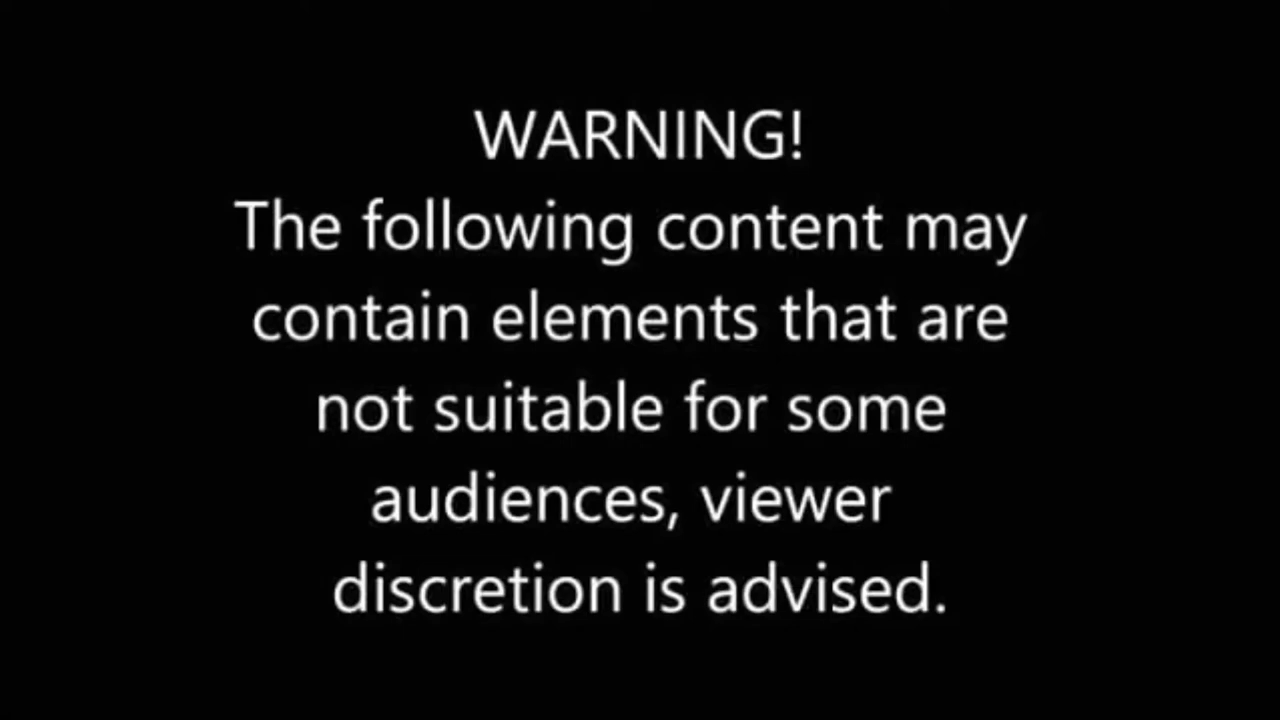 WARNING!
The following content may
contain elements that are
not suitable for some
audiences, viewer
discretion is advised.